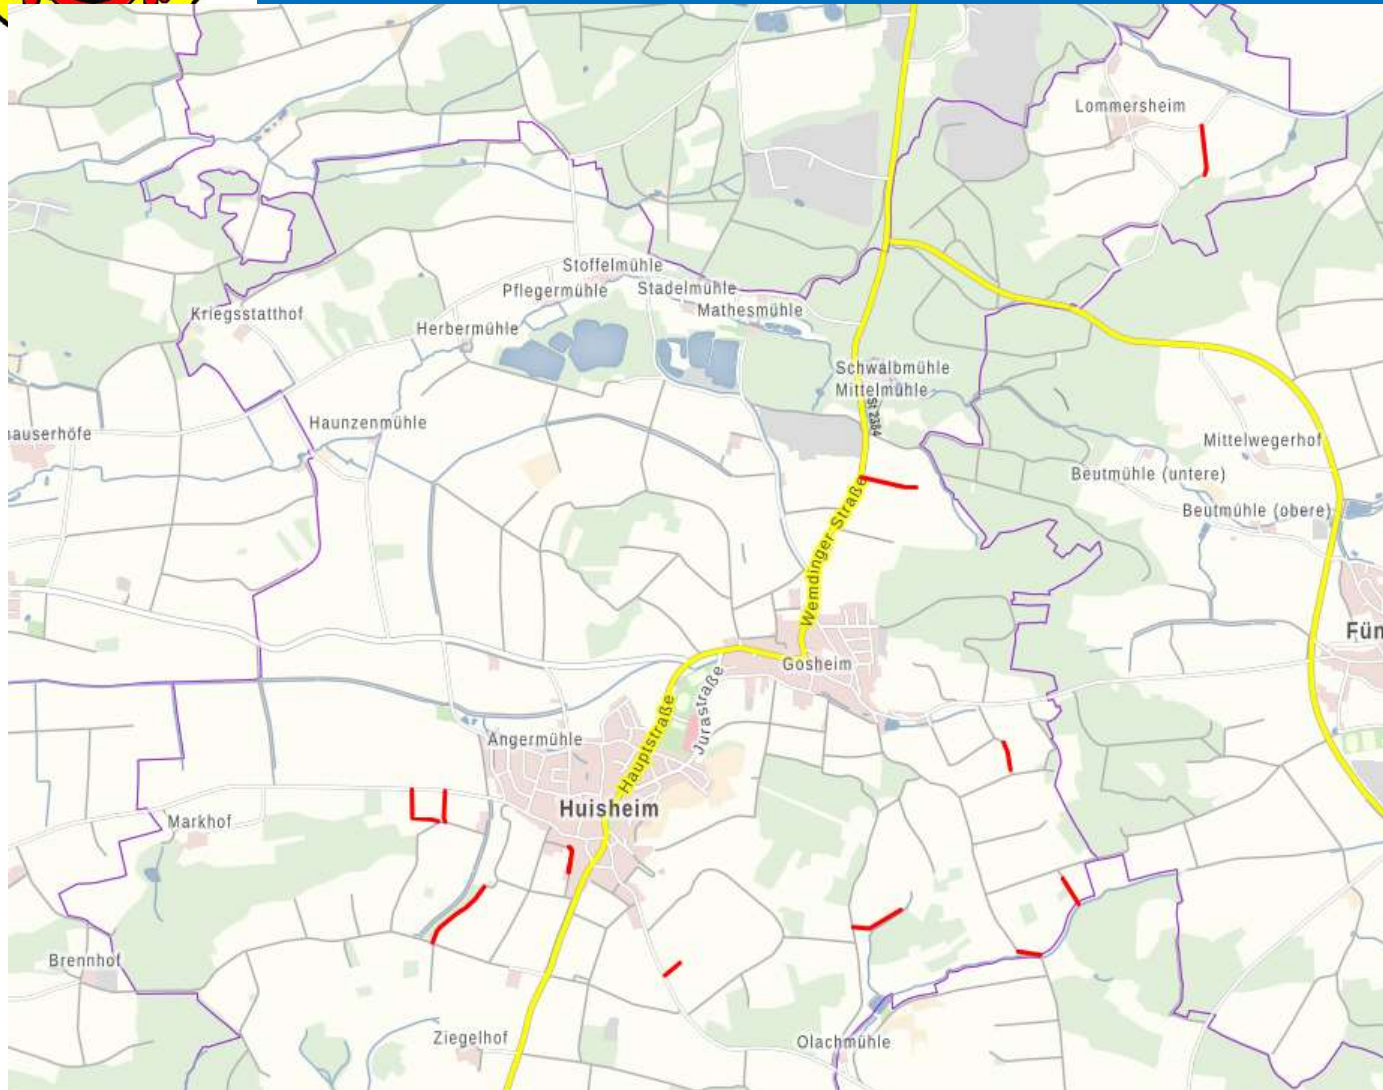 Lommersheim
Stoffelmühle
Pflegermühle
Stadelmühle
Mathesmühle
Kriegsstatthof
Herbermühle
Schwalbmühle
Mittelmühle
St 2384
Haunzenmühle
hauserhöfe
Mittelwegerhof
Beutmühle (untere)
Beutmühle (obere)
Wemdinger Straße
Fün
Gosheim
Jurastraße
Hauptstraße
Angermühle
Huisheim
Markhof
Brennhof
Ziegelhof
Olachmühle